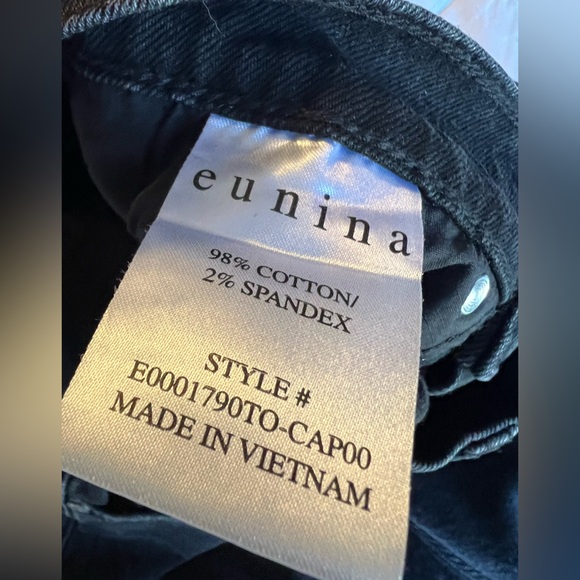 eunina
98% COTTON/
2% SPANDEX
STYLE #
E0001790TO-CAP00
MADE IN VIETNAM